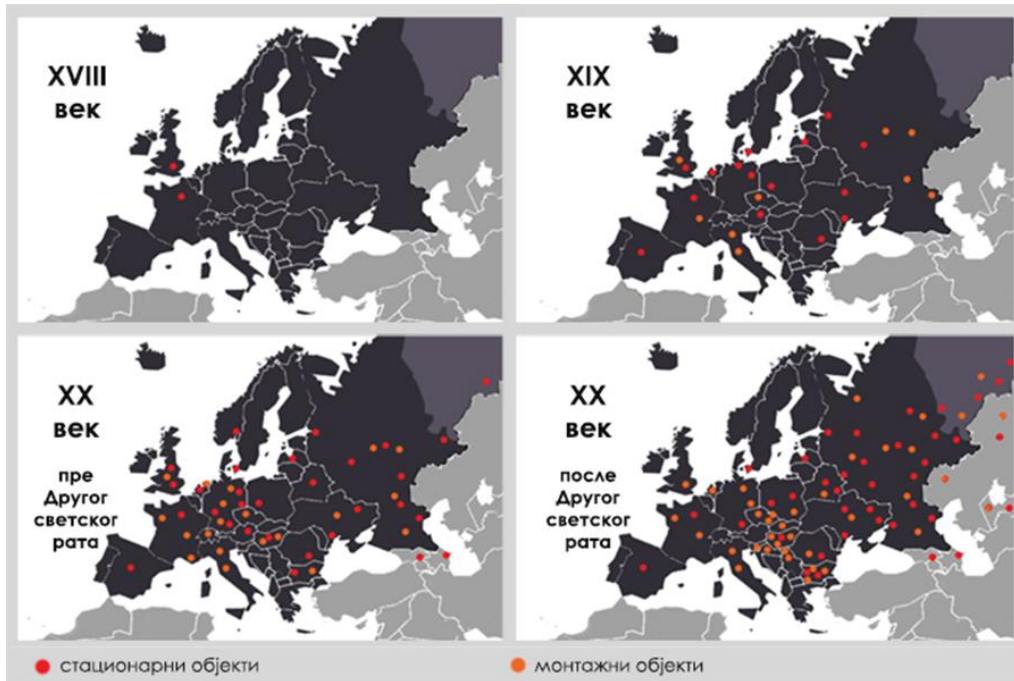 XVIII
век
XIX
век
XX
век
пре
Другог
светског
рата
XX
век
после
Другог
светског
рата
стационарни објекти
монтажни објекти